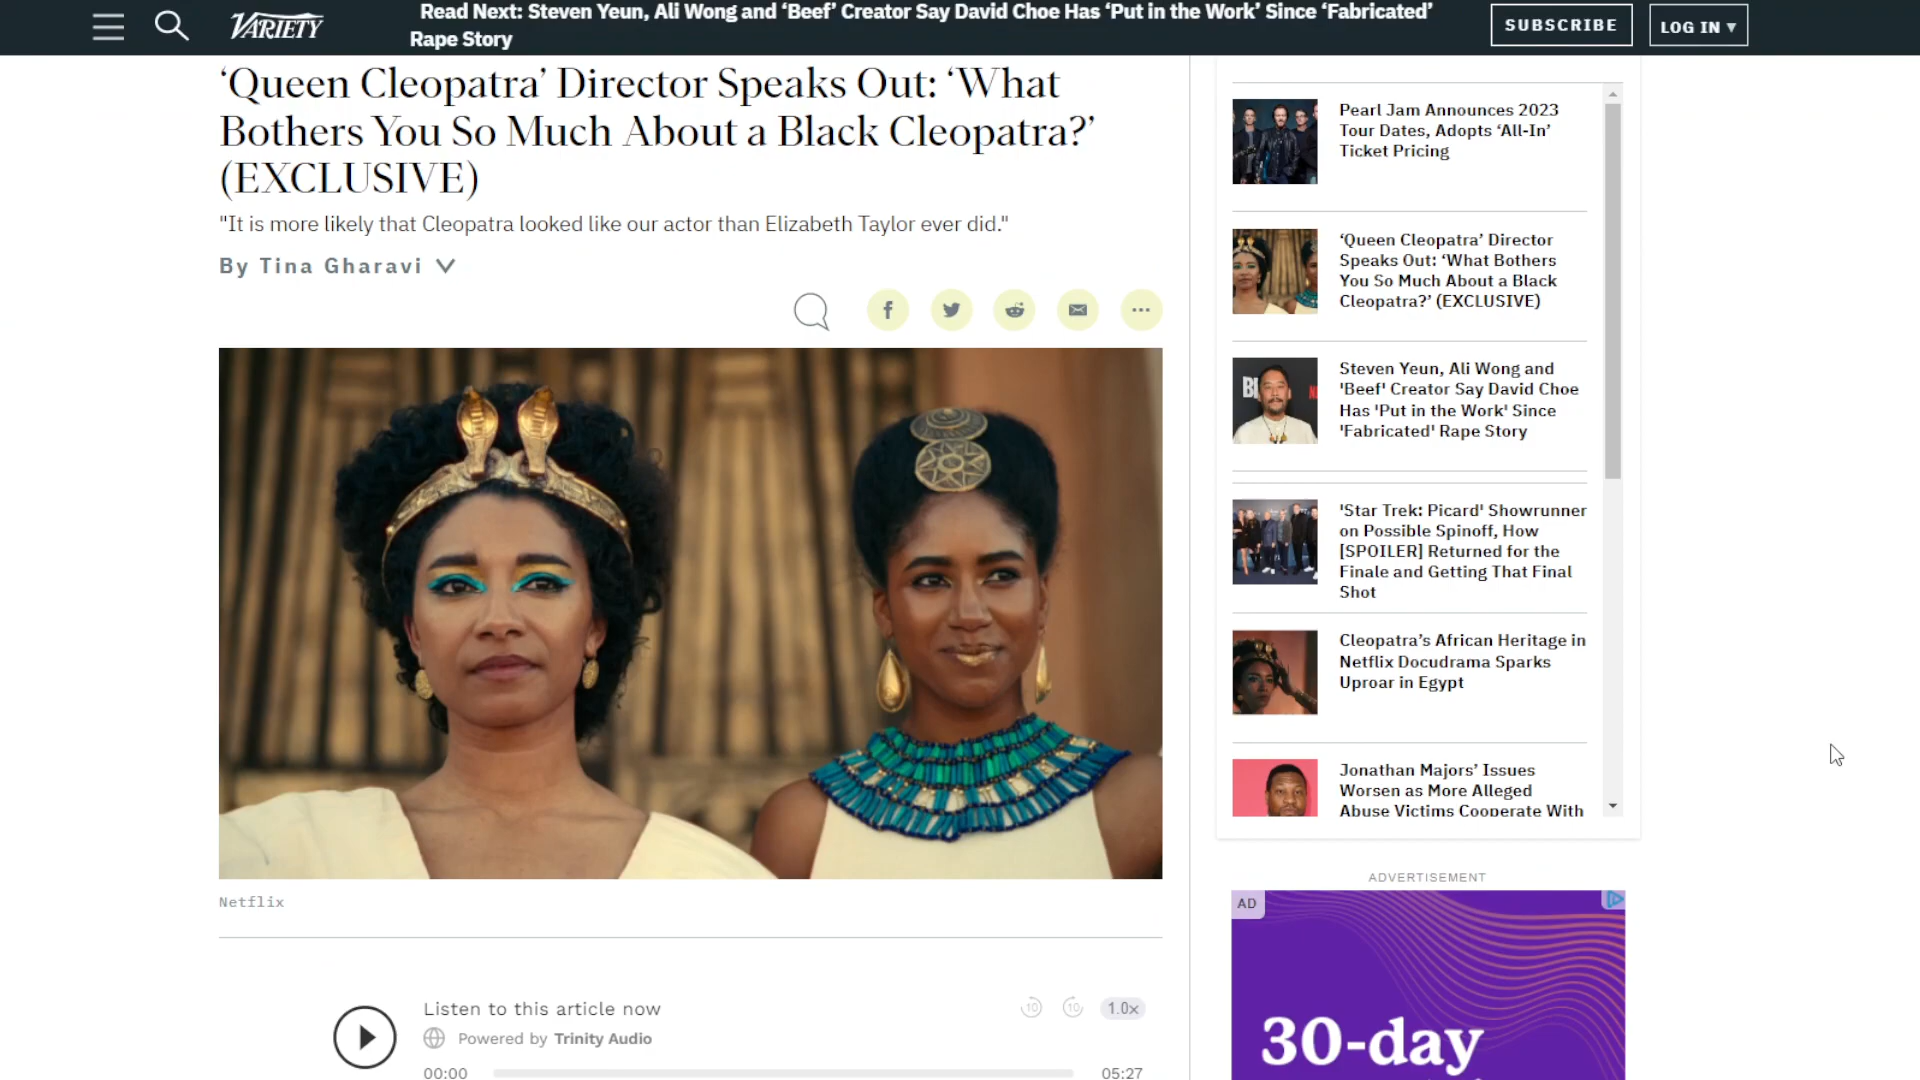 VARIETY
Read Next: Steven Yeun, Ali Wong and ‘Beef’ Creator Say David Choe Has ‘Put in the Work’ Since ‘Fabricated’
Rape Story
SUBSCRIBE
LOG IN ▾
‘Queen Cleopatra’ Director Speaks Out: ‘What
Bothers You So Much About a Black Cleopatra?’
(EXCLUSIVE)
"It is more likely that Cleopatra looked like our actor than Elizabeth Taylor ever did."
By Tina Gharavi
Netflix
Listen to this article now
10
10
1.0x
Powered by Trinity Audio
00:00
05:27
Pearl Jam Announces 2023
Tour Dates, Adopts ‘All-In’
Ticket Pricing
‘Queen Cleopatra’ Director
Speaks Out: ‘What Bothers
You So Much About a Black
Cleopatra?’ (EXCLUSIVE)
Steven Yeun, Ali Wong and
'Beef' Creator Say David Choe
Has 'Put in the Work' Since
'Fabricated' Rape Story
'Star Trek: Picard' Showrunner
on Possible Spinoff, How
[SPOILER] Returned for the
Finale and Getting That Final
Shot
Cleopatra’s African Heritage in
Netflix Docudrama Sparks
Uproar in Egypt
Jonathan Majors’ Issues
Worsen as More Alleged
Abuse Victims Cooperate With
ADVERTISEMENT
AD
30-day